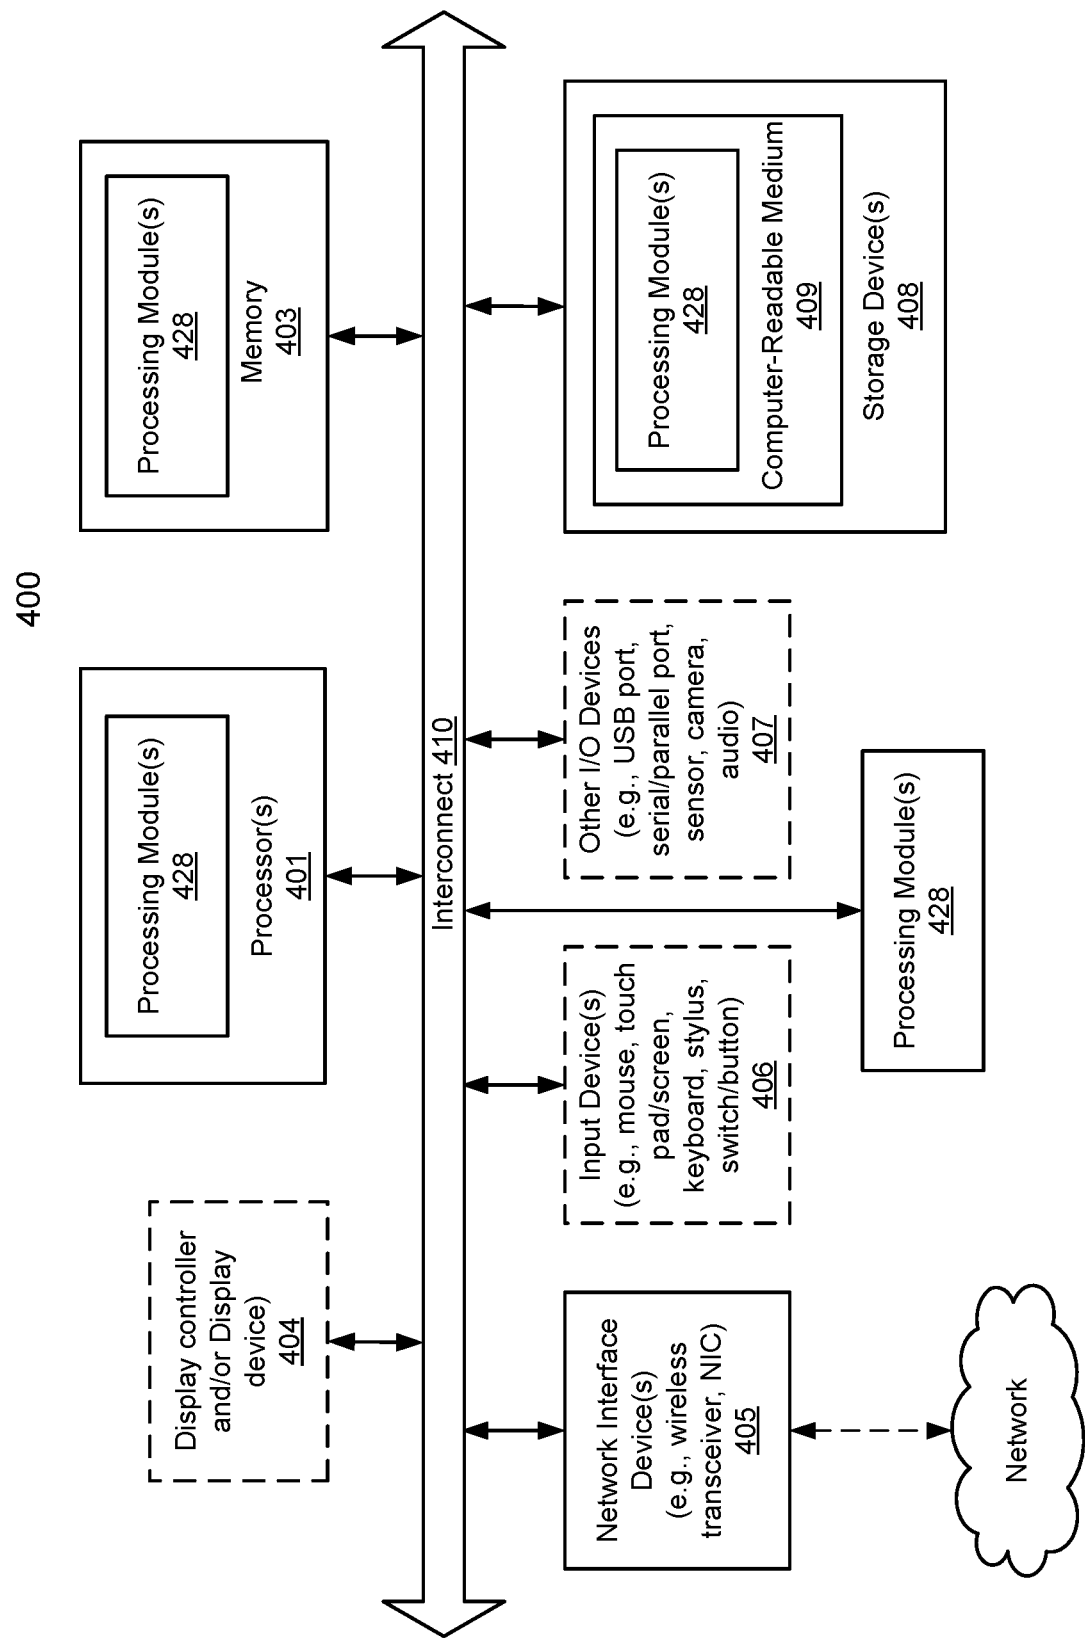 400
Display controller
and/or Display
device)
404
Processing Module(s)
428
Processor(s)
401
Processing Module(s)
428
Memory
403
Interconnect 410
Network Interface
Device(s)
(e.g., wireless
transceiver, NIC)
405
Input Device(s)
(e.g., mouse, touch
pad/screen,
keyboard, stylus,
switch/button)
406
Other I/O Devices
(e.g., USB port,
serial/parallel port,
sensor, camera,
audio)
407
Processing Module(s)
428
Computer-Readable Medium
409
Storage Device(s)
408
Processing Module(s)
428
Network